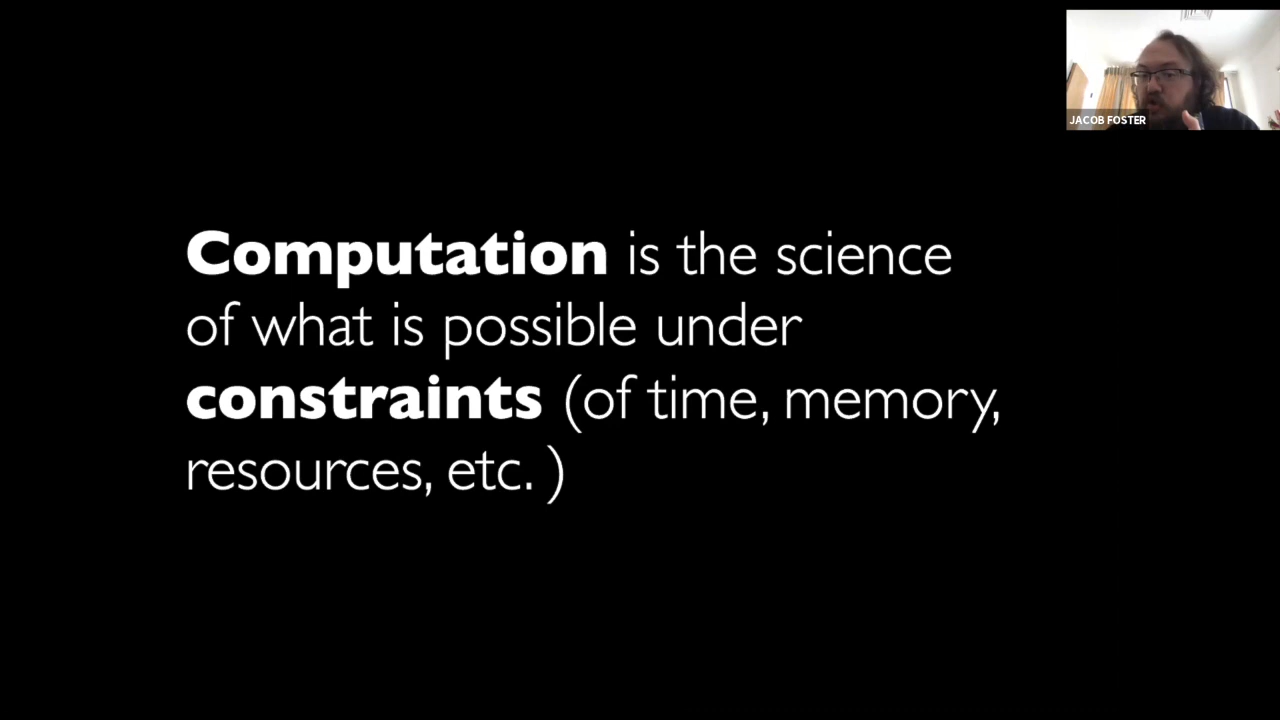 JACOB FOSTER
Computation is the science
of what is possible under
constraints (of time, memory,
resources, etc. )